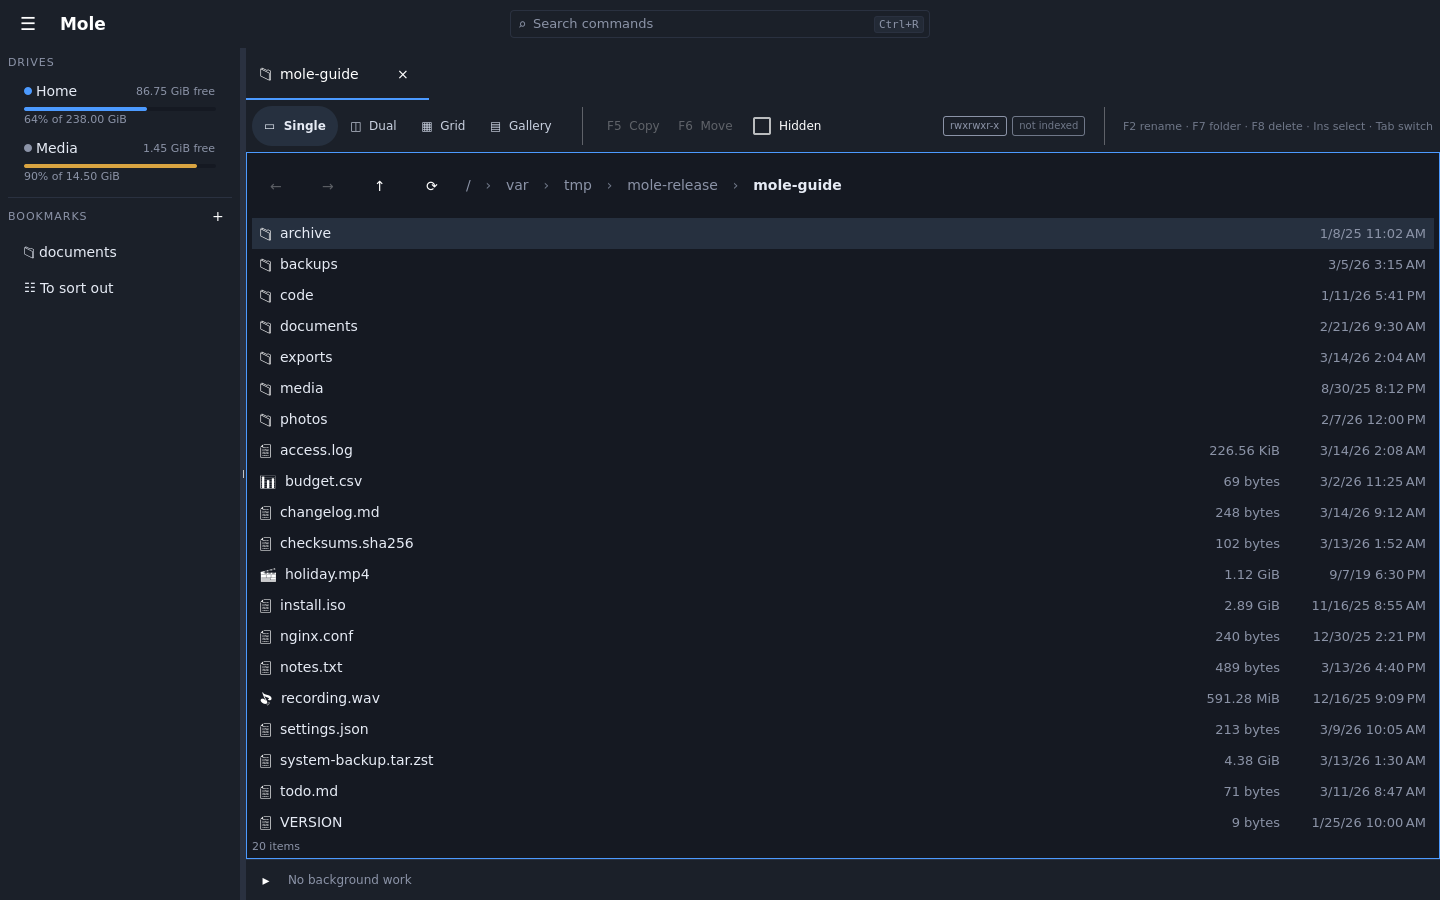 Mole
Search commands Ctrl+R
DRIVES
Home 86.75 GiB free
64% of 238.00 GiB
Media 1.45 GiB free
90% of 14.50 GiB
BOOKMARKS +
documents
To sort out
mole-guide ×
Single Dual Grid Gallery F5 Copy F6 Move Hidden rwxrwxr-x not indexed F2 rename · F7 folder · F8 delete · Ins select · Tab switch
/ › var › tmp › mole-release › mole-guide
archive 1/8/25 11:02 AM
backups 3/5/26 3:15 AM
code 1/11/26 5:41 PM
documents 2/21/26 9:30 AM
exports 3/14/26 2:04 AM
media 8/30/25 8:12 PM
photos 2/7/26 12:00 PM
access.log 226.56 KiB 3/14/26 2:08 AM
budget.csv 69 bytes 3/2/26 11:25 AM
changelog.md 248 bytes 3/14/26 9:12 AM
checksums.sha256 102 bytes 3/13/26 1:52 AM
holiday.mp4 1.12 GiB 9/7/19 6:30 PM
install.iso 2.89 GiB 11/16/25 8:55 AM
nginx.conf 240 bytes 12/30/25 2:21 PM
notes.txt 489 bytes 3/13/26 4:40 PM
recording.wav 591.28 MiB 12/16/25 9:09 PM
settings.json 213 bytes 3/9/26 10:05 AM
system-backup.tar.zst 4.38 GiB 3/13/26 1:30 AM
todo.md 71 bytes 3/11/26 8:47 AM
VERSION 9 bytes 1/25/26 10:00 AM
20 items
No background work